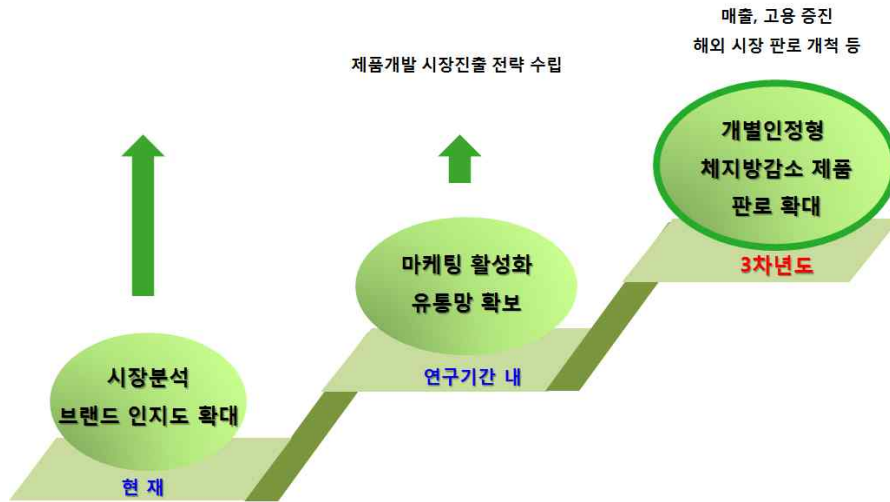 매출, 고용 증진
해외 시장 판로 개척 등
제품개발 시장진출 전략 수립
개별인정형
체지방감소 제품
판로 확대
3차년도
마케팅 활성화
유통망 확보
연구기간 내
시장분석
브랜드 인지도 확대
현 재